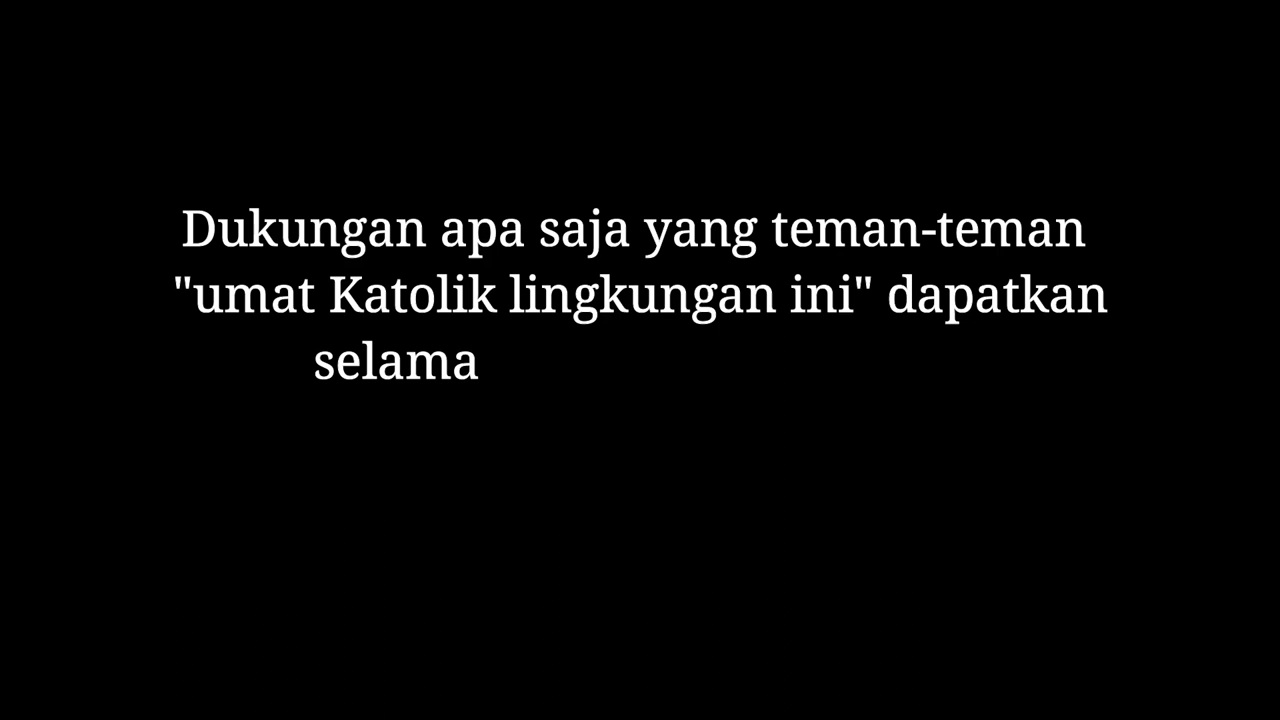 Dukungan apa saja yang teman-teman
"umat Katolik lingkungan ini" dapatkan
selama